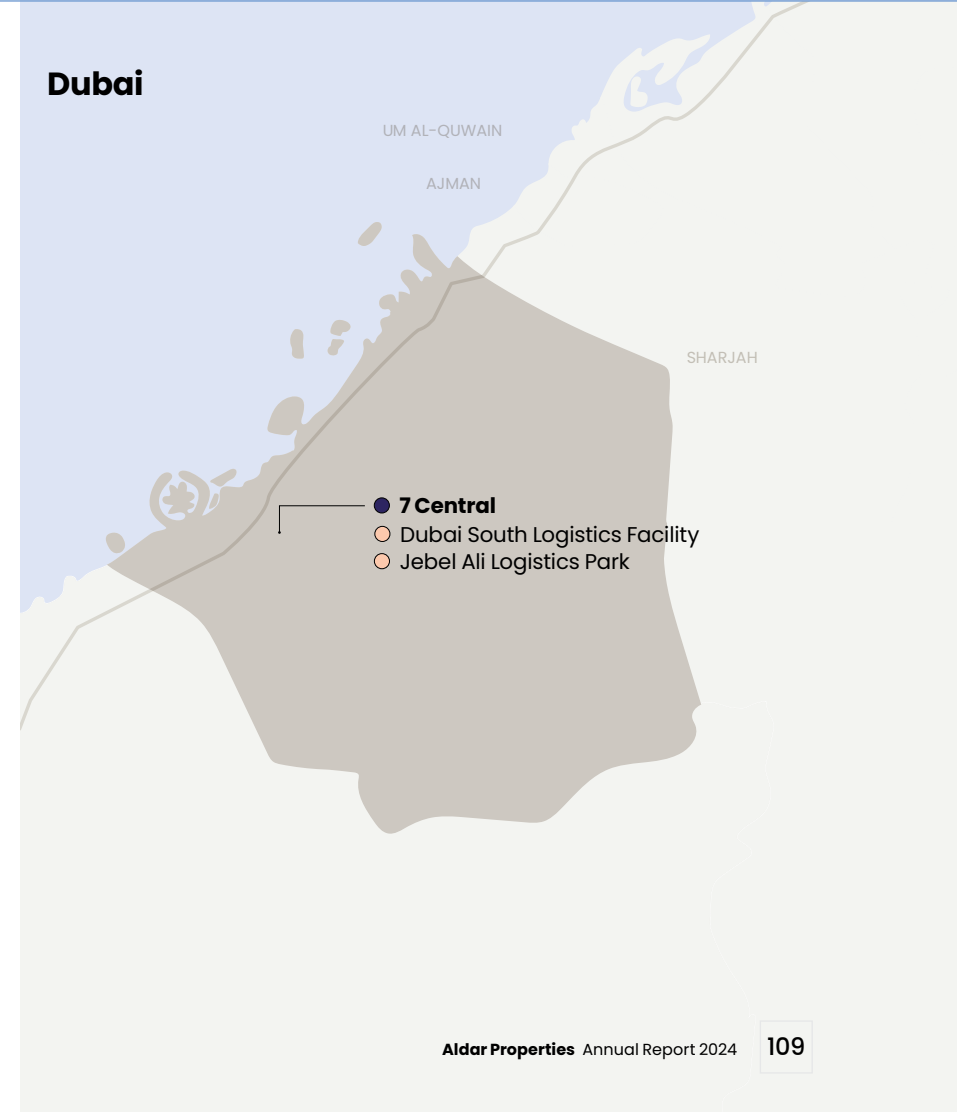 Dubai
UM AL-QUWAIN
AJMAN
SHARJAH
7 Central
Dubai South Logistics Facility
Jebel Ali Logistics Park
Aldar Properties Annual Report 2024 109